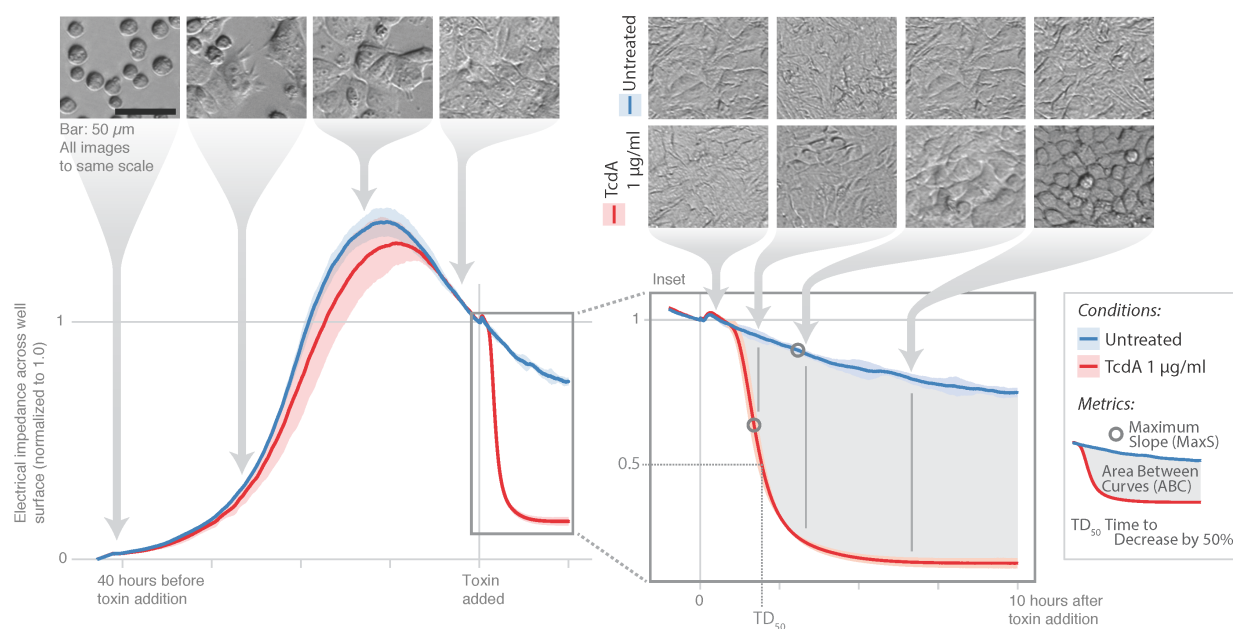 Bar: 50 µm
All images
to same scale
Untreated
TcdA
1 µg/ml
Electrical impedance across well
surface (normalized to 1.0)
1
0
40 hours before
toxin addition
Toxin
added
Inset
1
0.5
0
TD50
10 hours after
toxin addition
Conditions:
Untreated
TcdA 1 µg/ml
Metrics:
Maximum
Slope (MaxS)
Area Between
Curves (ABC)
TD50 Time to
Decrease by 50%